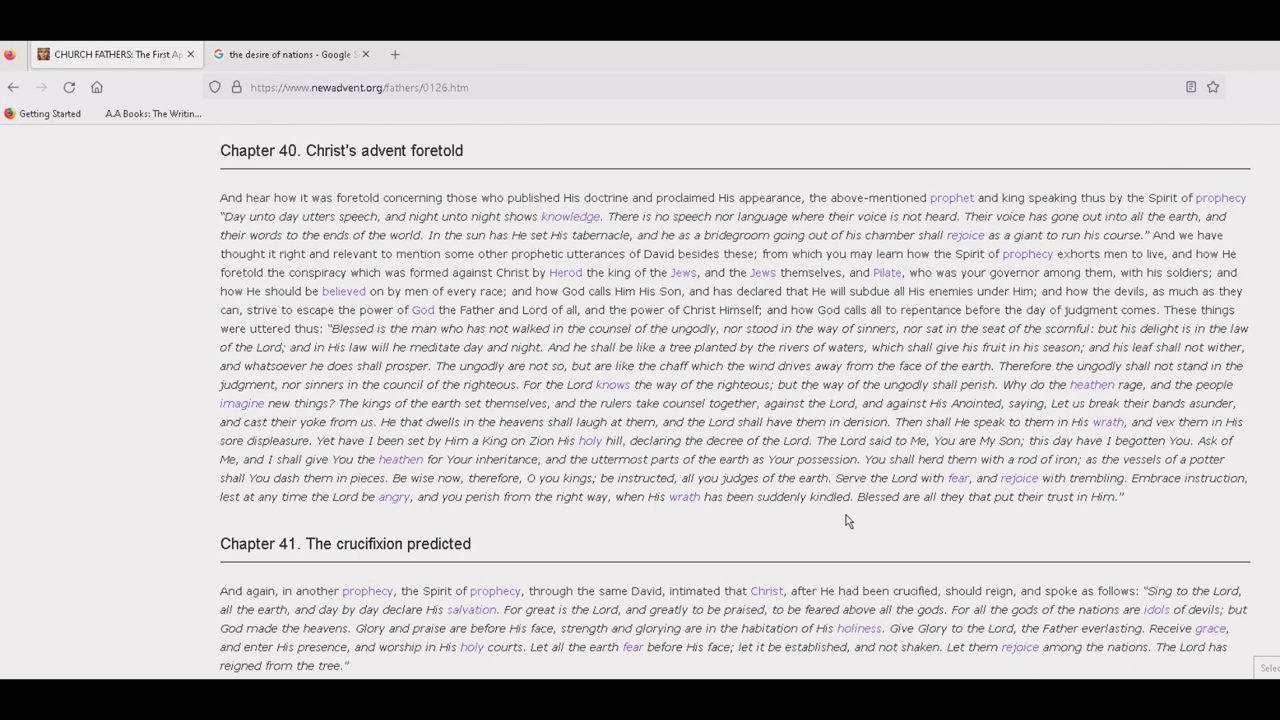 CHURCH FATHERS: The First Ap
the desire of nations - Google S
https://www.newadvent.org/fathers/0126.htm
Getting Started
A.A Books: The Writin...
Chapter 40. Christ's advent foretold
And hear how it was foretold concerning those who published His doctrine and proclaimed His appearance, the above-mentioned prophet and king speaking thus by the Spirit of prophecy
“Day unto day utters speech, and night unto night shows knowledge. There is no speech nor language where their voice is not heard. Their voice has gone out into all the earth, and
their words to the ends of the world. In the sun has He set His tabernacle, and he as a bridegroom going out of his chamber shall rejoice as a giant to run his course.” And we have
thought it right and relevant to mention some other prophetic utterances of David besides these; from which you may learn how the Spirit of prophecy exhorts men to live, and how He
foretold the conspiracy which was formed against Christ by Herod the king of the Jews, and the Jews themselves, and Pilate, who was your governor among them, with his soldiers; and
how He should be believed on by men of every race; and how God calls Him His Son, and has declared that He will subdue all His enemies under Him; and how the devils, as much as they
can, strive to escape the power of God the Father and Lord of all, and the power of Christ Himself; and how God calls all to repentance before the day of judgment comes. These things
were uttered thus: “Blessed is the man who has not walked in the counsel of the ungodly, nor stood in the way of sinners, nor sat in the seat of the scornful: but his delight is in the law
of the Lord; and in His law will he meditate day and night. And he shall be like a tree planted by the rivers of waters, which shall give his fruit in his season; and his leaf shall not wither,
and whatsoever he does shall prosper. The ungodly are not so, but are like the chaff which the wind drives away from the face of the earth. Therefore the ungodly shall not stand in the
judgment, nor sinners in the council of the righteous. For the Lord knows the way of the righteous; but the way of the ungodly shall perish. Why do the heathen rage, and the people
imagine new things? The kings of the earth set themselves, and the rulers take counsel together, against the Lord, and against His Anointed, saying, Let us break their bands asunder,
and cast their yoke from us. He that dwells in the heavens shall laugh at them, and the Lord shall have them in derision. Then shall He speak to them in His wrath, and vex them in His
sore displeasure. Yet have I been set by Him a King on Zion His holy hill, declaring the decree of the Lord. The Lord said to Me, You are My Son; this day have I begotten You. Ask of
Me, and I shall give You the heathen for Your inheritance, and the uttermost parts of the earth as Your possession. You shall herd them with a rod of iron; as the vessels of a potter
shall You dash them in pieces. Be wise now, therefore, O you kings; be instructed, all you judges of the earth. Serve the Lord with fear, and rejoice with trembling. Embrace instruction,
lest at any time the Lord be angry, and you perish from the right way, when His wrath has been suddenly kindled. Blessed are all they that put their trust in Him.”
Chapter 41. The crucifixion predicted
And again, in another prophecy, the Spirit of prophecy, through the same David, intimated that Christ, after He had been crucified, should reign, and spoke as follows: “Sing to the Lord,
all the earth, and day by day declare His salvation. For great is the Lord, and greatly to be praised, to be feared above all the gods. For all the gods of the nations are idols of devils; but
God made the heavens. Glory and praise are before His face, strength and glorying are in the habitation of His holiness. Give Glory to the Lord, the Father everlasting. Receive grace,
and enter His presence, and worship in His holy courts. Let all the earth fear before His face; let it be established, and not shaken. Let them rejoice among the nations. The Lord has
reigned from the tree.”
Selec